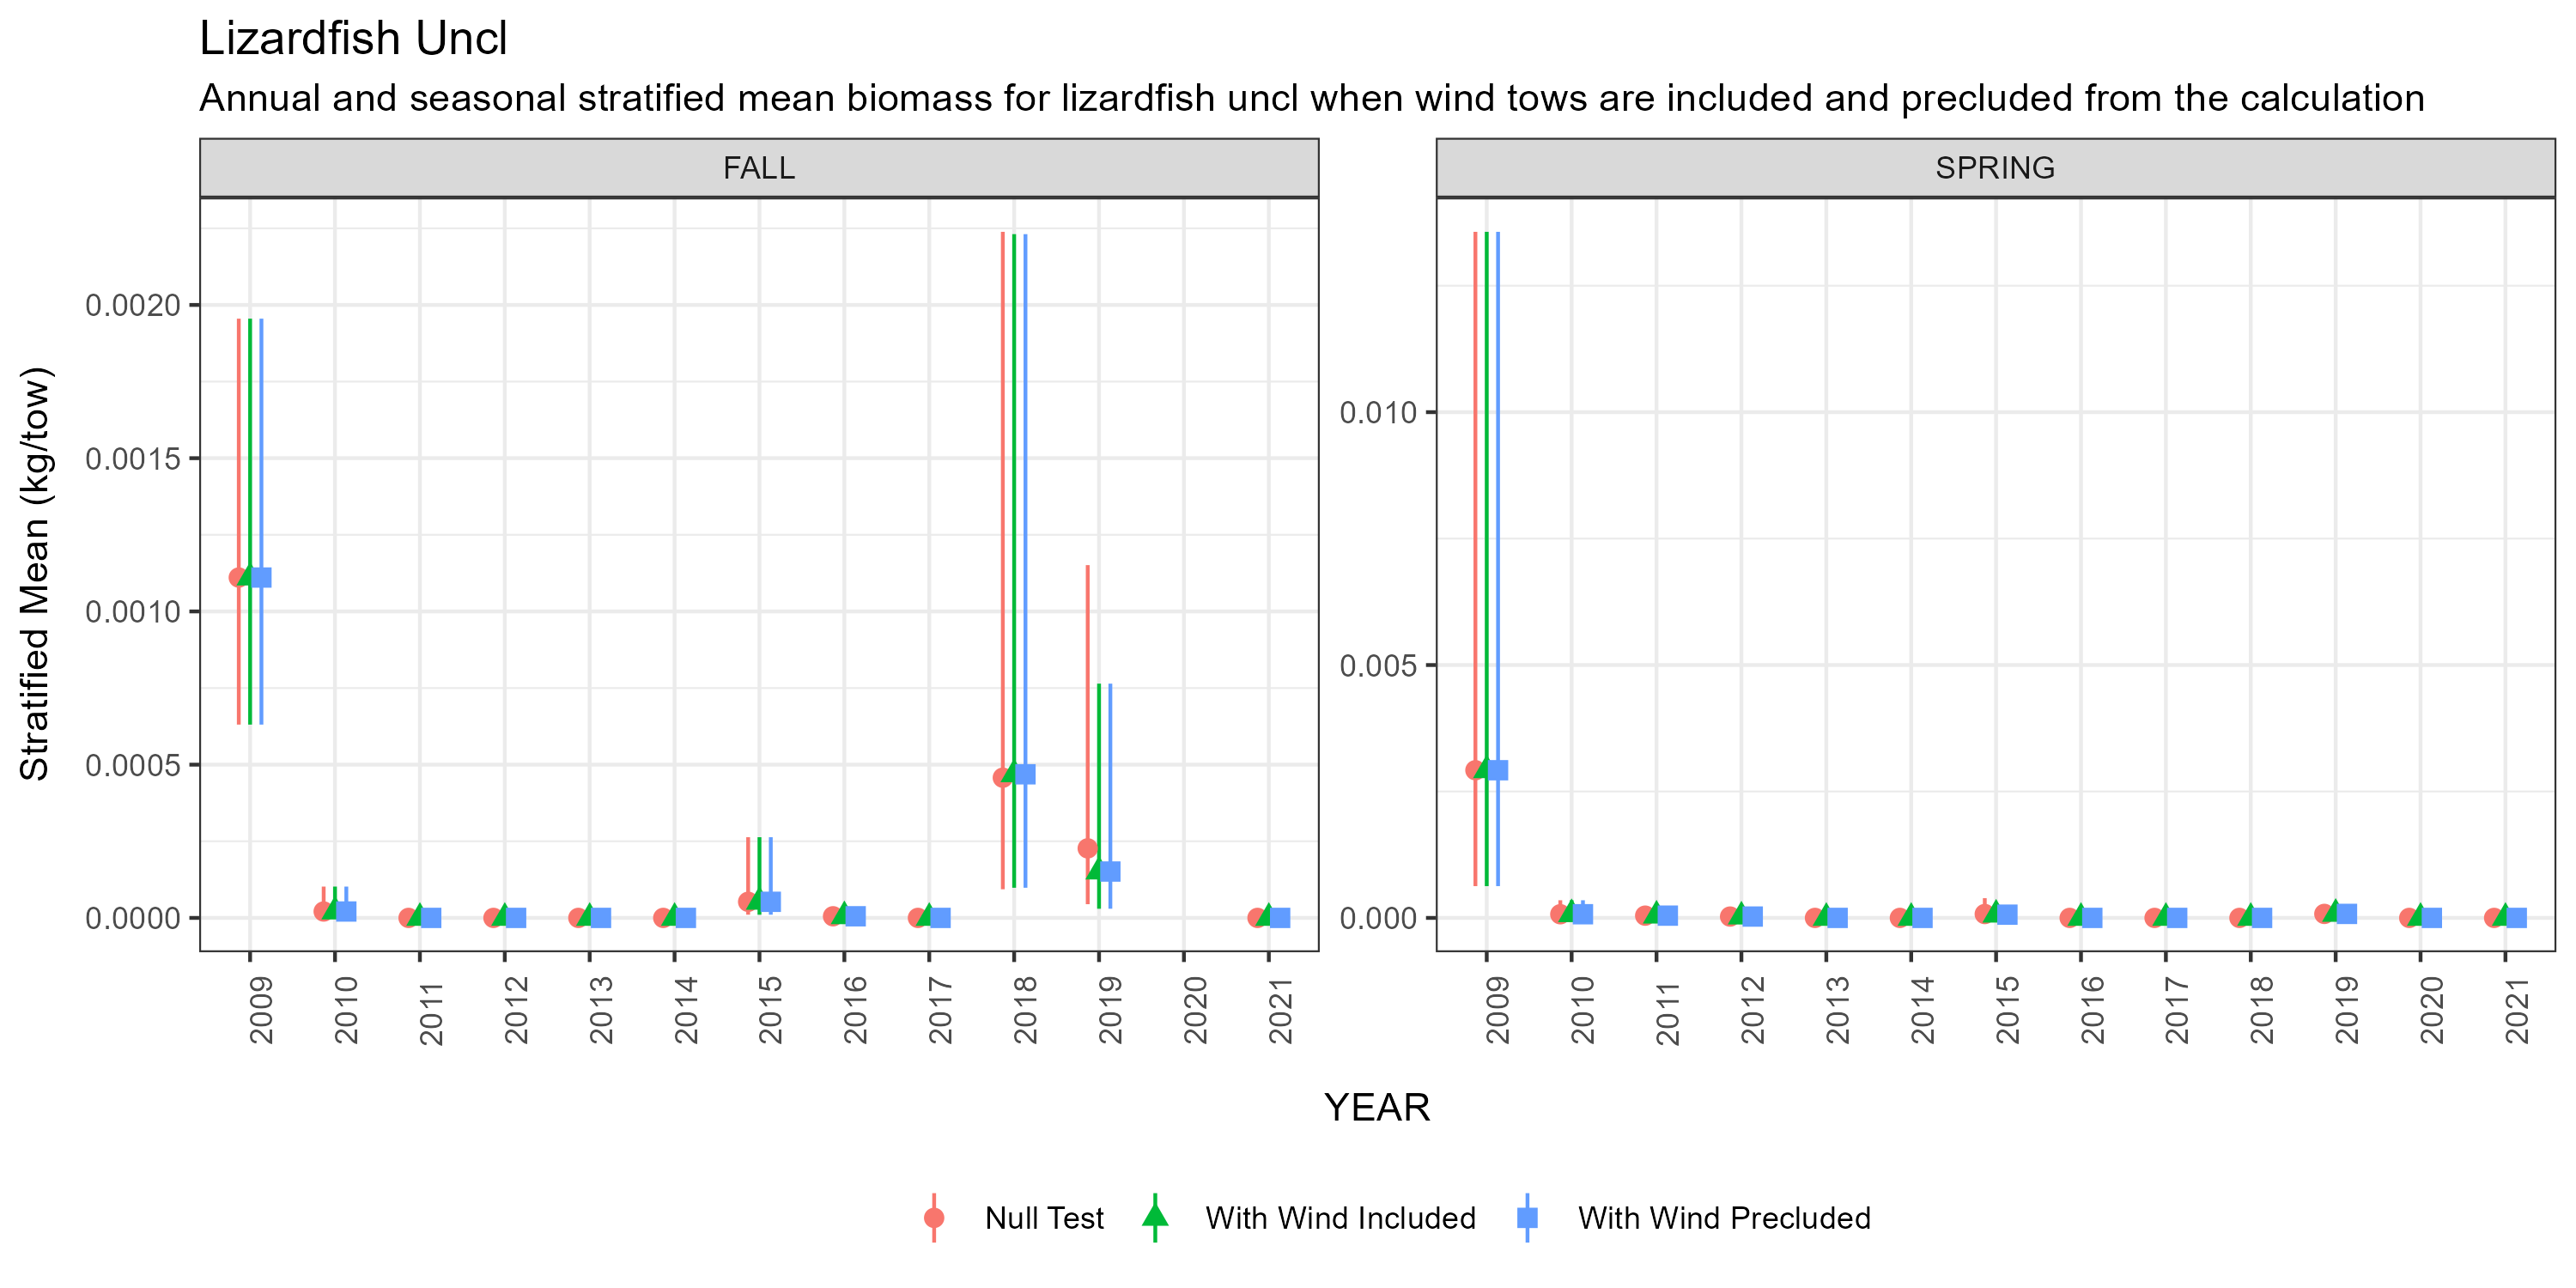 Lizardfish Uncl
Annual and seasonal stratified mean biomass for lizardfish uncl when wind tows are included and precluded from the calculation
FALL
SPRING
Stratified Mean (kg/tow)
0.0020
0.0015
0.0010
0.0005
0.0000
0.010
0.005
0.000
2009 2010 2011 2012 2013 2014 2015 2016 2017 2018 2019 2020 2021
2009 2010 2011 2012 2013 2014 2015 2016 2017 2018 2019 2020 2021
YEAR
Null Test With Wind Included With Wind Precluded